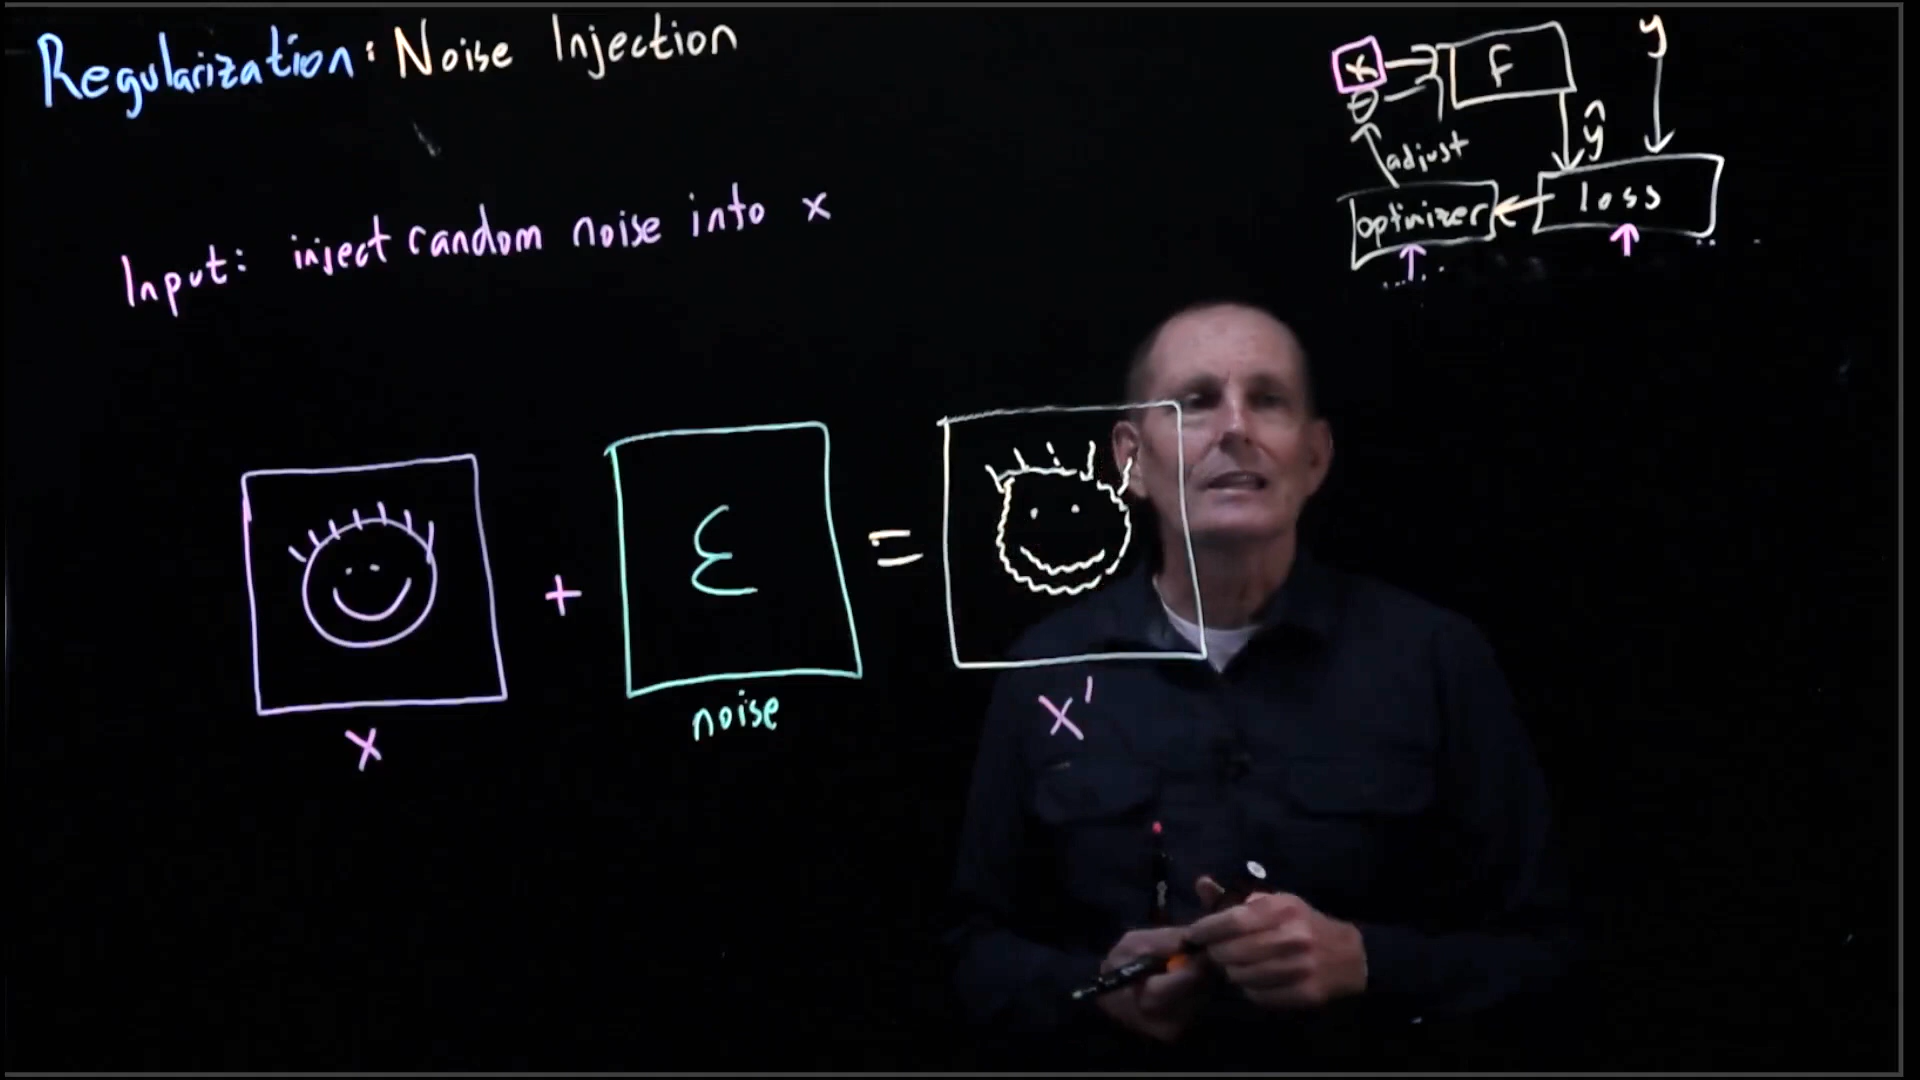 Regularization: Noise Injection
x F y
θ
ŷ
adjust
optimizer loss
Input: inject random noise into x
+ ε =
x noise x'